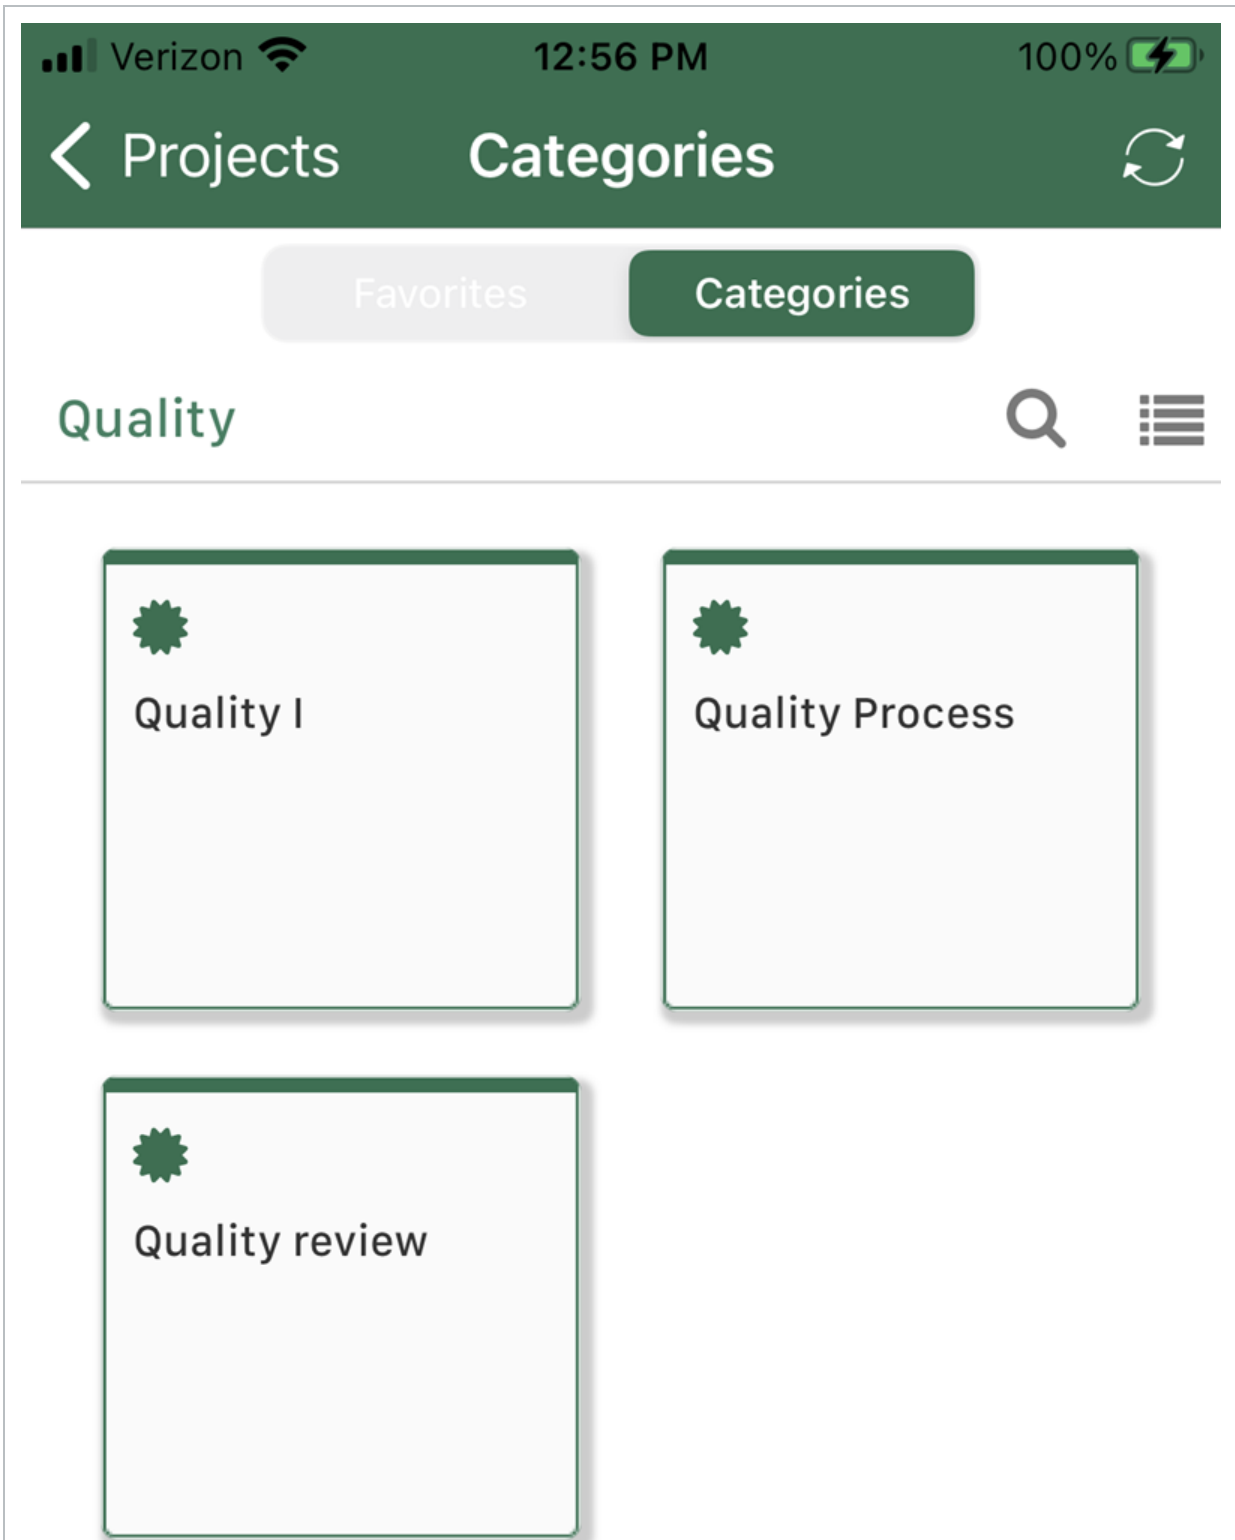 Verizon 12:56 PM 100%
Projects Categories
Favorites Categories
Quality
Quality I Quality Process
Quality review